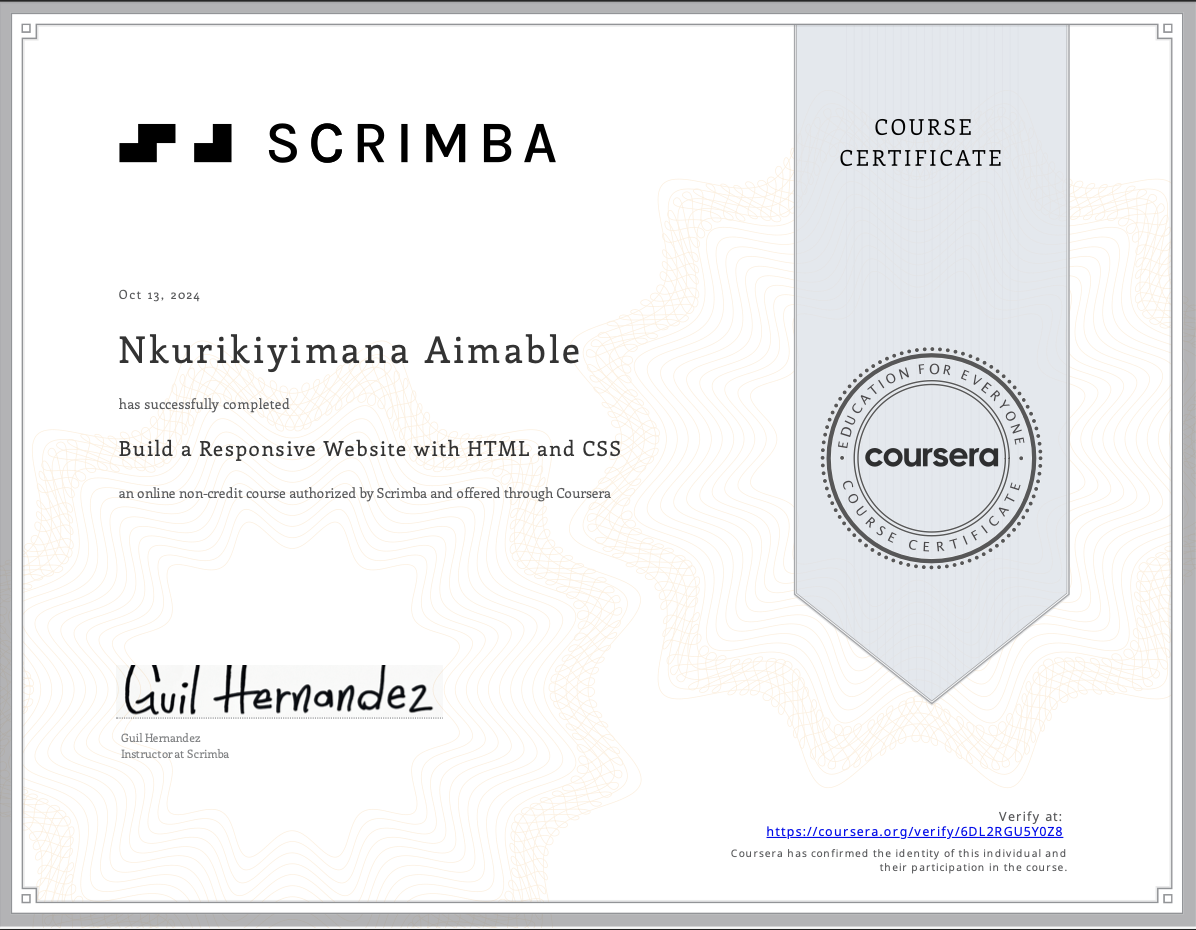 SCRIMBA
COURSE
CERTIFICATE
Oct 13, 2024
Nkurikiyimana Aimable
has successfully completed
Build a Responsive Website with HTML and CSS
an online non-credit course authorized by Scrimba and offered through Coursera
EDUCATION FOR EVERYONE
coursera
COURSE CERTIFICATE
Guil Hernandez
Guil Hernandez
Instructor at Scrimba
Verify at:
https://coursera.org/verify/6DL2RGU5Y0Z8
Coursera has confirmed the identity of this individual and
their participation in the course.